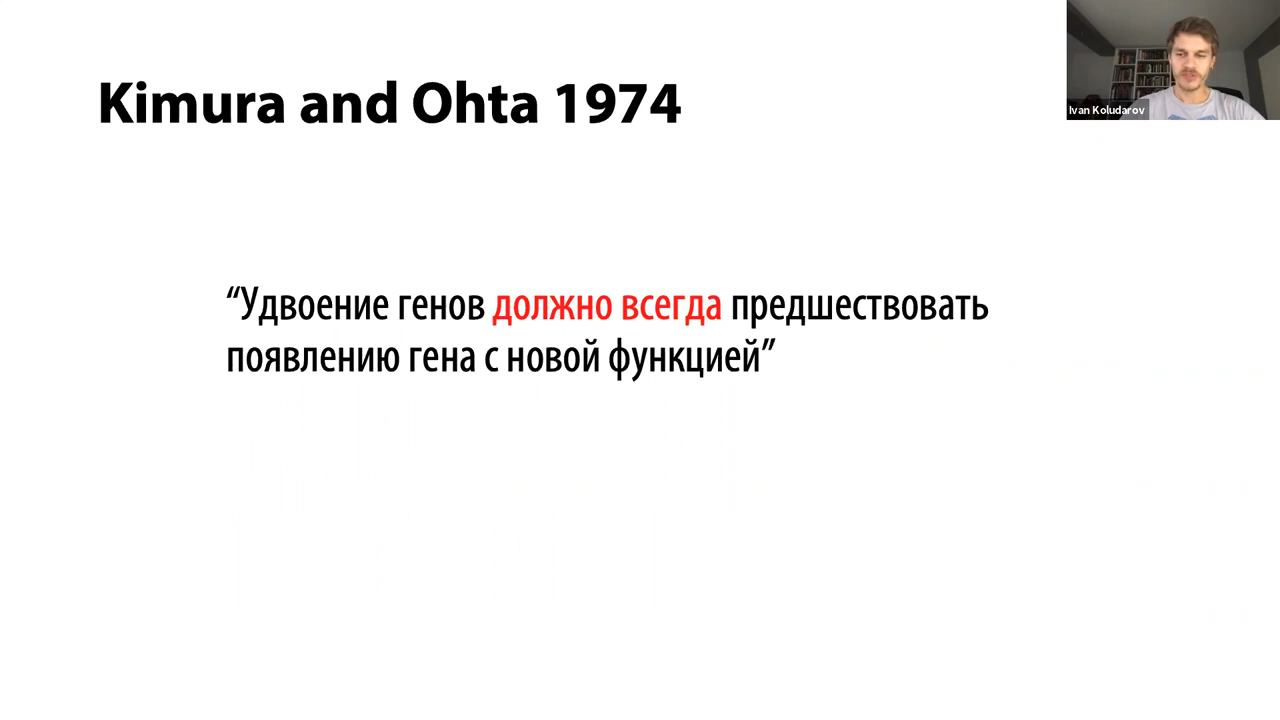 Kimura and Ohta 1974
Ivan Koludarov
“Удвоение генов должно всегда предшествовать
появлению гена с новой функцией”